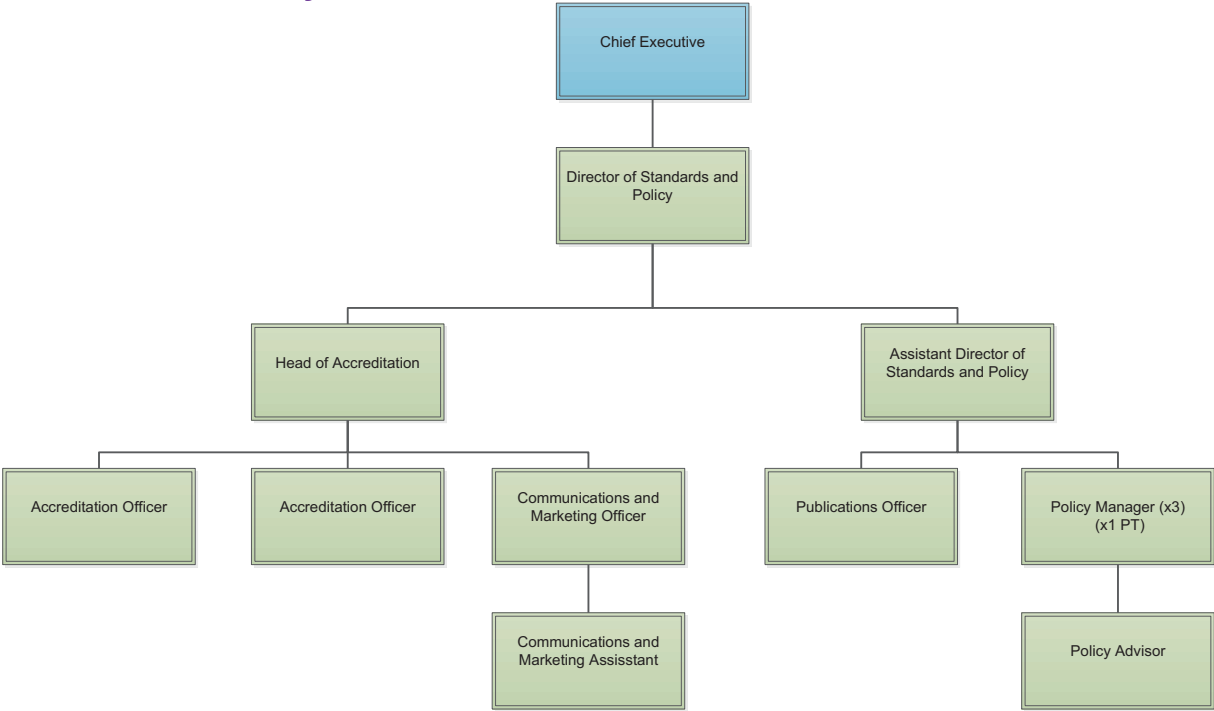 Chief Executive
Director of Standards and
Policy
Head of Accreditation
Assistant Director of
Standards and Policy
Accreditation Officer
Accreditation Officer
Communications and
Marketing Officer
Publications Officer
Policy Manager (x3)
(x1 PT)
Communications and
Marketing Assisstant
Policy Advisor